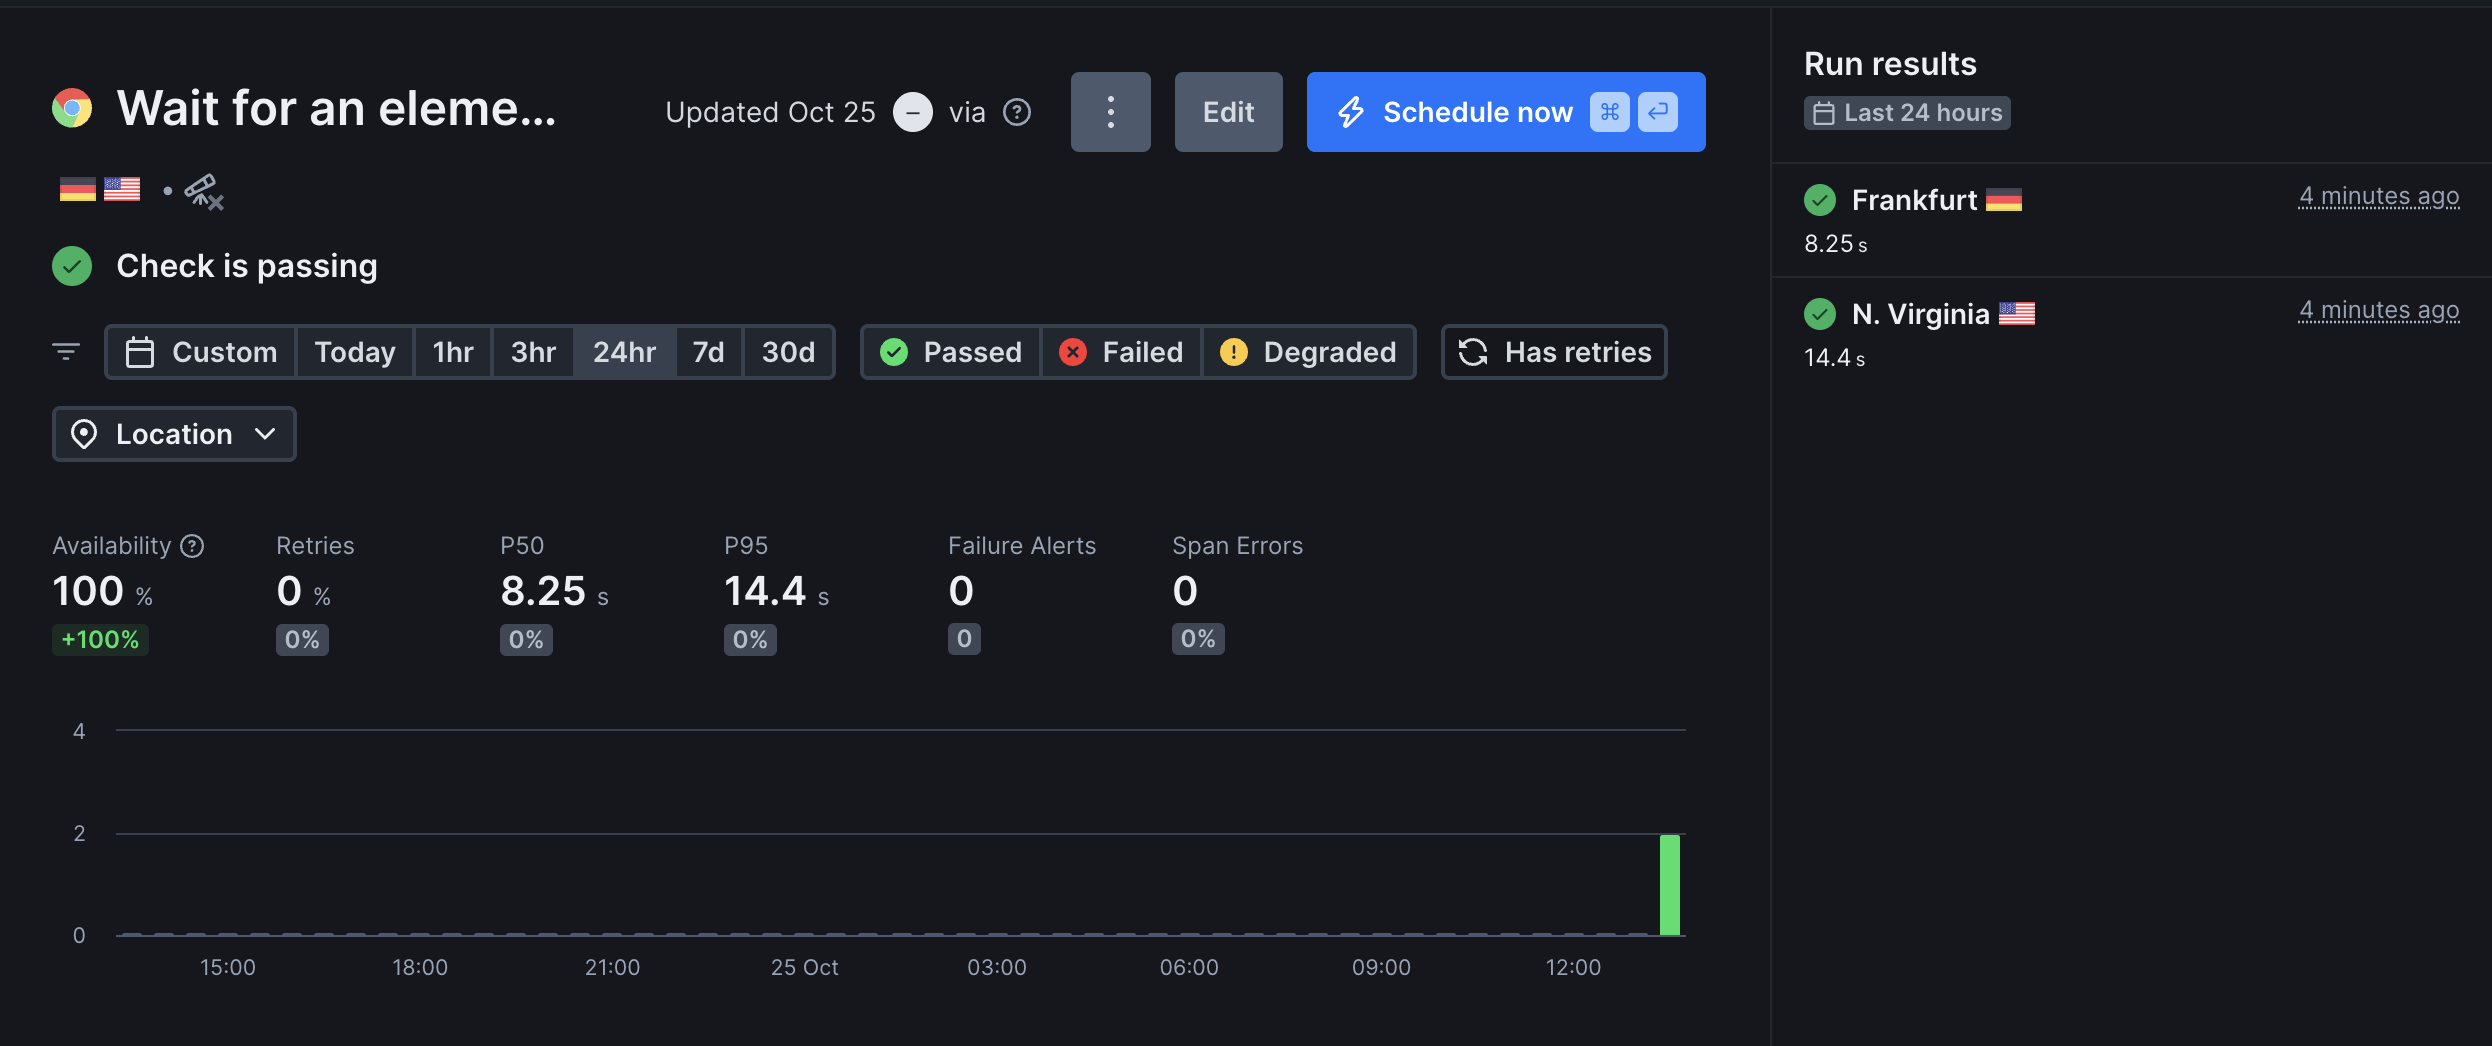 Wait for an eleme...
Updated Oct 25 – via ?
Edit
Schedule now ⌘ ↵
Check is passing
Custom Today 1hr 3hr 24hr 7d 30d
Passed Failed Degraded
Has retries
Location
Availability ? Retries P50 P95 Failure Alerts Span Errors
100 % 0 % 8.25 s 14.4 s 0 0
+100% 0% 0% 0% 0 0%
4
2
0
15:00 18:00 21:00 25 Oct 03:00 06:00 09:00 12:00
Run results
Last 24 hours
Frankfurt 4 minutes ago
8.25 s
N. Virginia 4 minutes ago
14.4 s